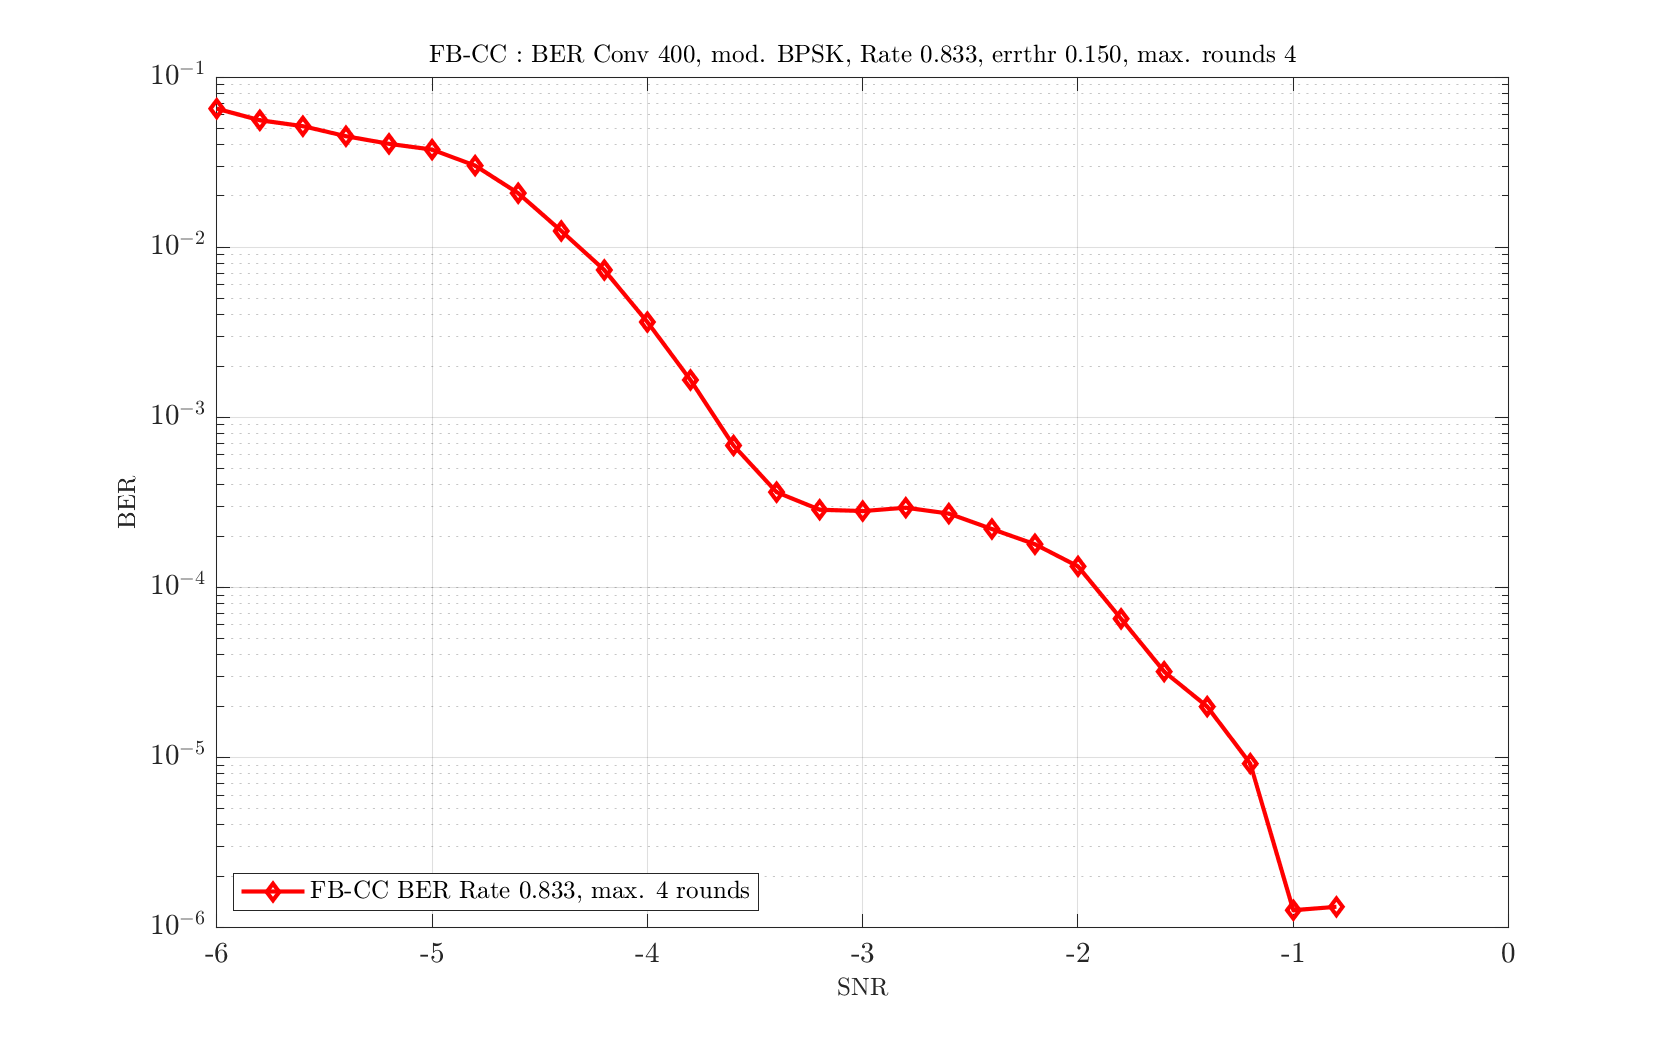 FB-CC : BER Conv 400, mod. BPSK, Rate 0.833, errthr 0.150, max. rounds 4
10^{-1}
10^{-2}
10^{-3}
10^{-4}
10^{-5}
10^{-6}
BER
FB-CC BER Rate 0.833, max. 4 rounds
-6 -5 -4 -3 -2 -1 0
SNR